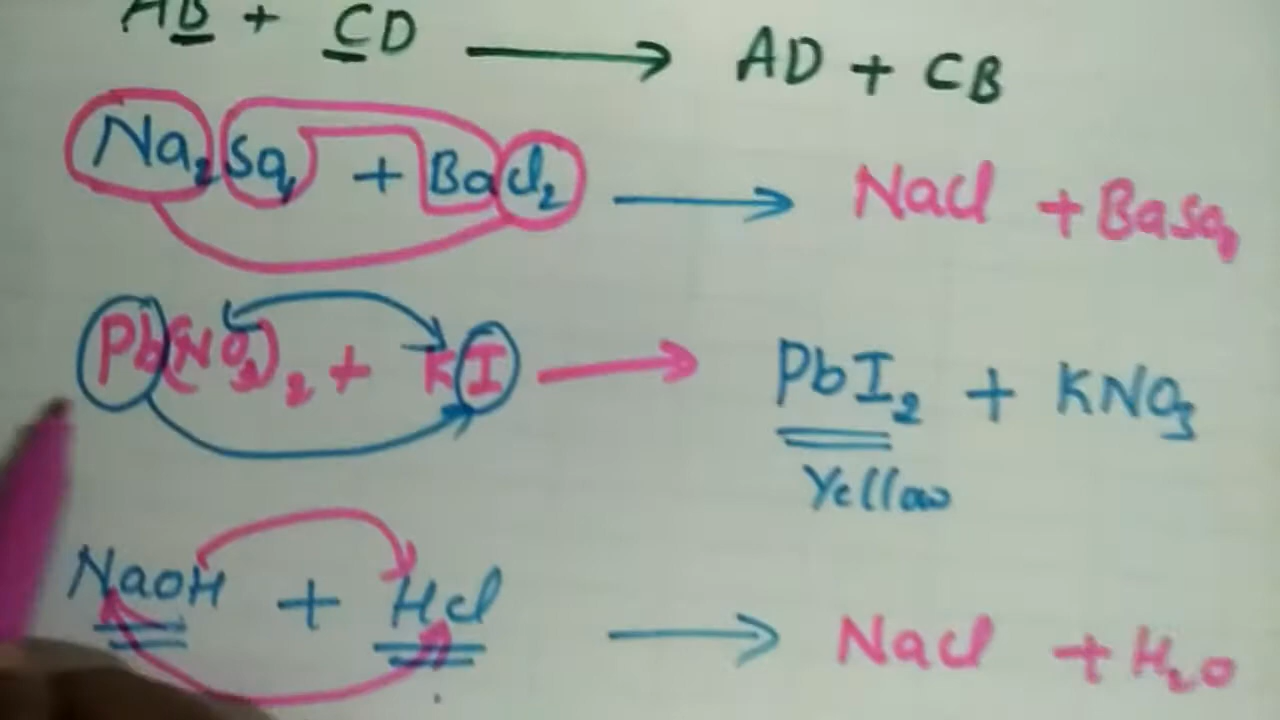 AB + CD → AD + CB
Na₂SO₄ + BaCl₂ → NaCl + BaSO₄
Pb(NO₃)₂ + KI → PbI₂ + KNO₃
Yellow
NaOH + HCl → NaCl + H₂O